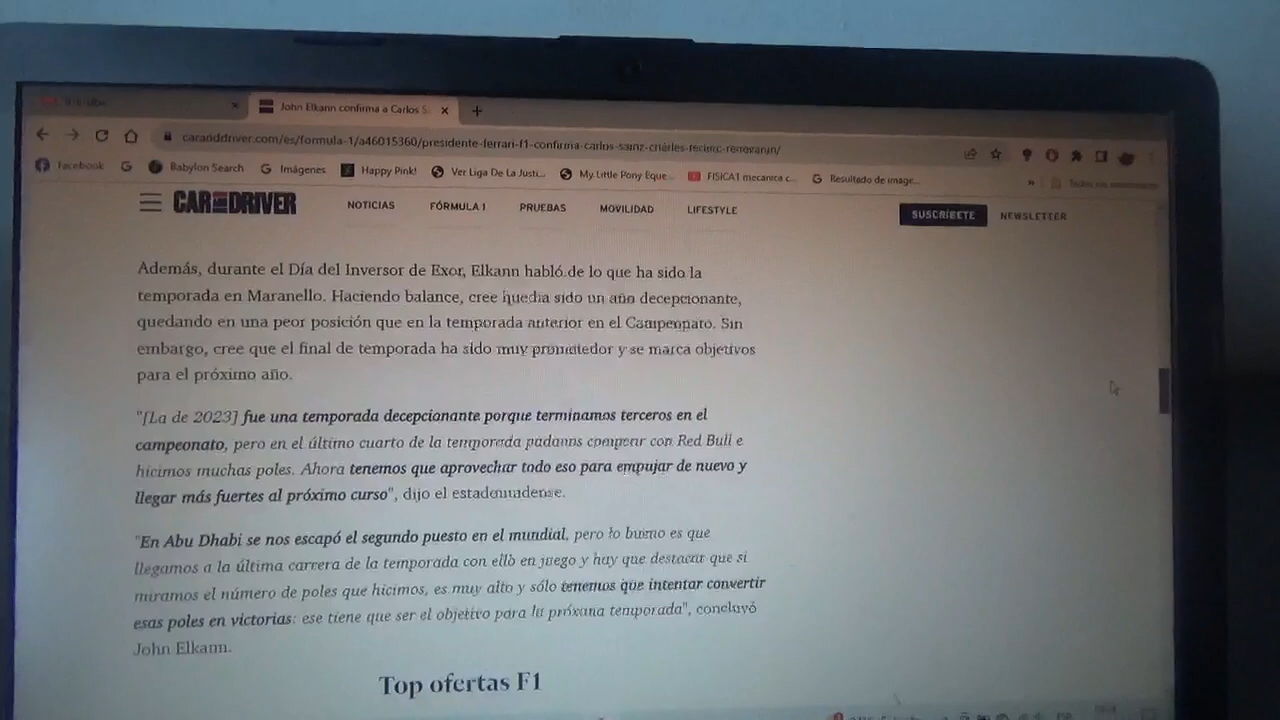 John Elkann confirma a Carlos S
caranddriver.com/es/formula-1/a46015360/presidente-ferrari-f1-confirma-carlos-sainz-charles-leclerc-renovaran/
Facebook
Babylon Search
Imágenes
Happy Pink!
Ver Liga De La Justi...
My Little Pony Eque...
FISICA1 mecanica c...
Resultado de image...
»
CAR AND DRIVER
NOTICIAS
FÓRMULA 1
PRUEBAS
MOVILIDAD
LIFESTYLE
SUSCRÍBETE
NEWSLETTER
Además, durante el Día del Inversor de Exor, Elkann habló de lo que ha sido la
temporada en Maranello. Haciendo balance, cree que ha sido un año decepcionante,
quedando en una peor posición que en la temporada anterior en el Campeonato. Sin
embargo, cree que el final de temporada ha sido muy prometedor y se marca objetivos
para el próximo año.
"[La de 2023] fue una temporada decepcionante porque terminamos terceros en el
campeonato, pero en el último cuarto de la temporada pudimos competir con Red Bull e
hicimos muchas poles. Ahora tenemos que aprovechar todo eso para empujar de nuevo y
llegar más fuertes al próximo curso", dijo el estadounidense.
"En Abu Dhabi se nos escapó el segundo puesto en el mundial, pero lo bueno es que
llegamos a la última carrera de la temporada con ello en juego y hay que destacar que si
miramos el número de poles que hicimos, es muy alto y sólo tenemos que intentar convertir
esas poles en victorias: ese tiene que ser el objetivo para la próxima temporada", concluyó
John Elkann.
Top ofertas F1